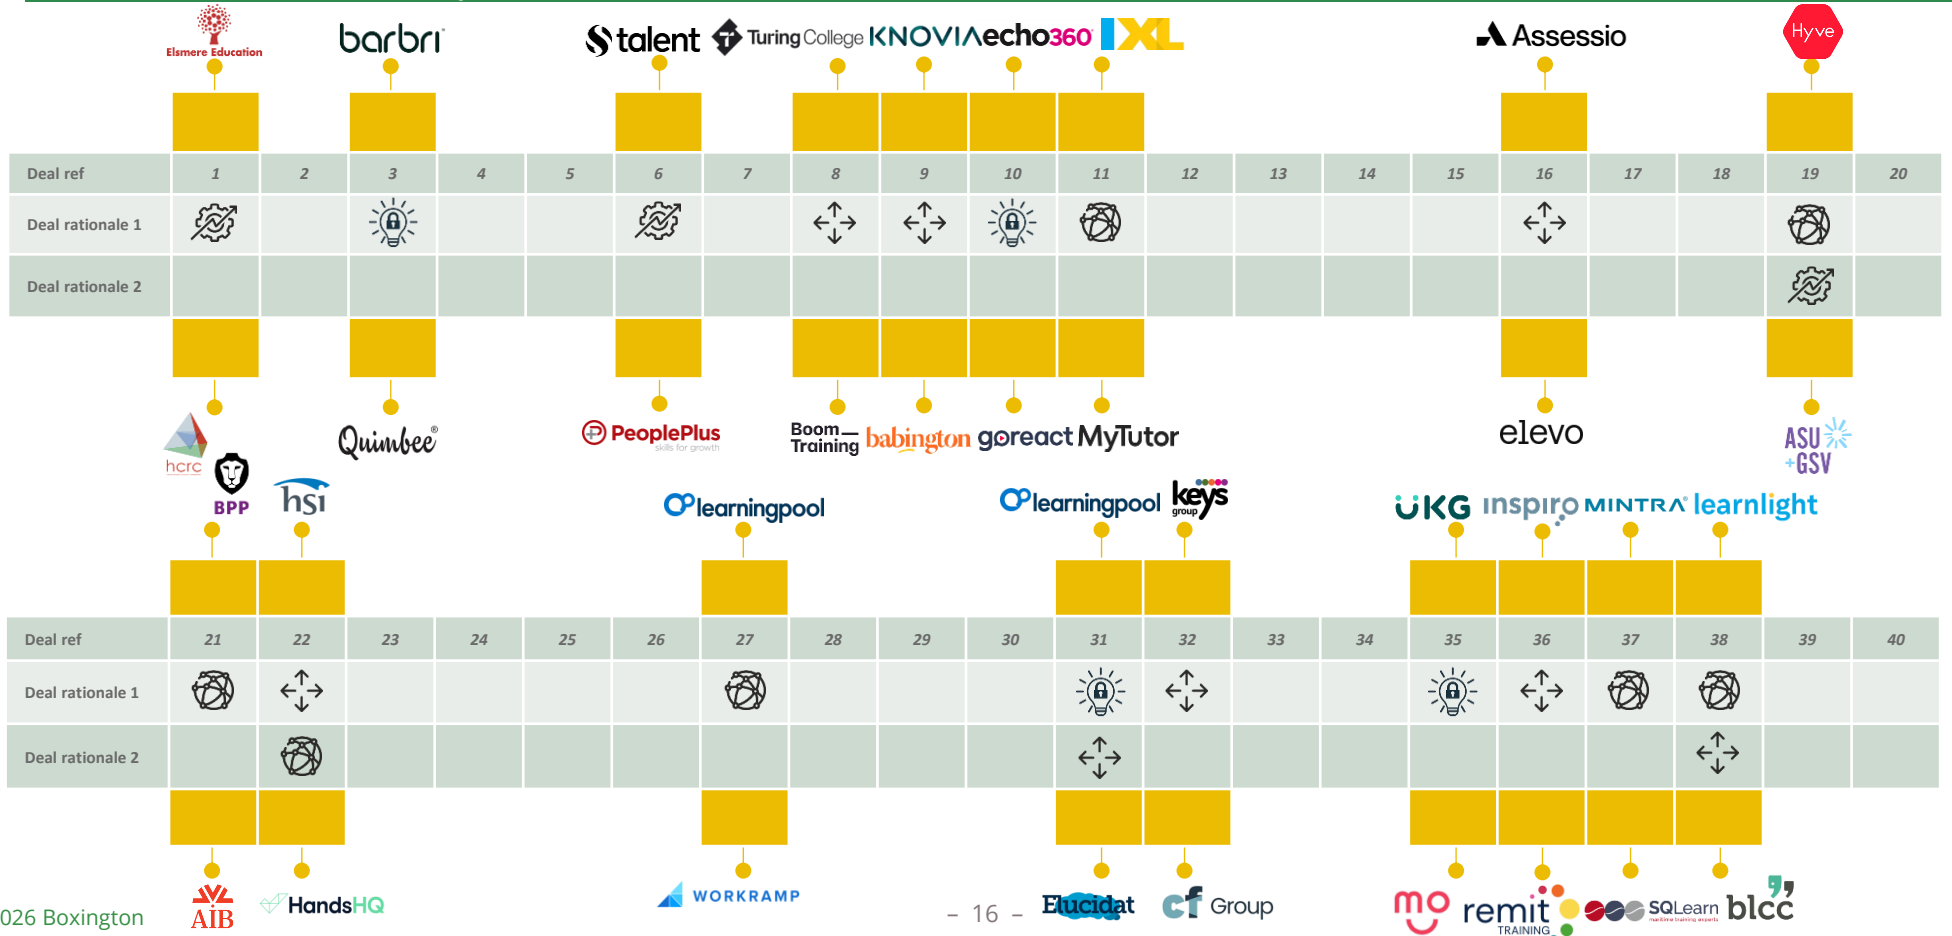 Elsmere Education
barbri
talent
Turing College
KNOVIA
echo360
IXL
Assessio
Hyve
Deal ref 1 2 3 4 5 6 7 8 9 10 11 12 13 14 15 16 17 18 19 20
Deal rationale 1
Deal rationale 2
hcrc
Quimbee®
PeoplePlus
skills for growth
Boom
Training
babington
goreact
MyTutor
elevo
ASU
+GSV
BPP
hsi
learningpool
learningpool
keys
group
UKG
inspiro
MINTRA®
learnlight
Deal ref 21 22 23 24 25 26 27 28 29 30 31 32 33 34 35 36 37 38 39 40
Deal rationale 1
Deal rationale 2
AIB
HandsHQ
WORKRAMP
Elucidat
cf Group
mo
remit
TRAINING
SQLearn
maritime training experts
blcc
026 Boxington
– 16 –